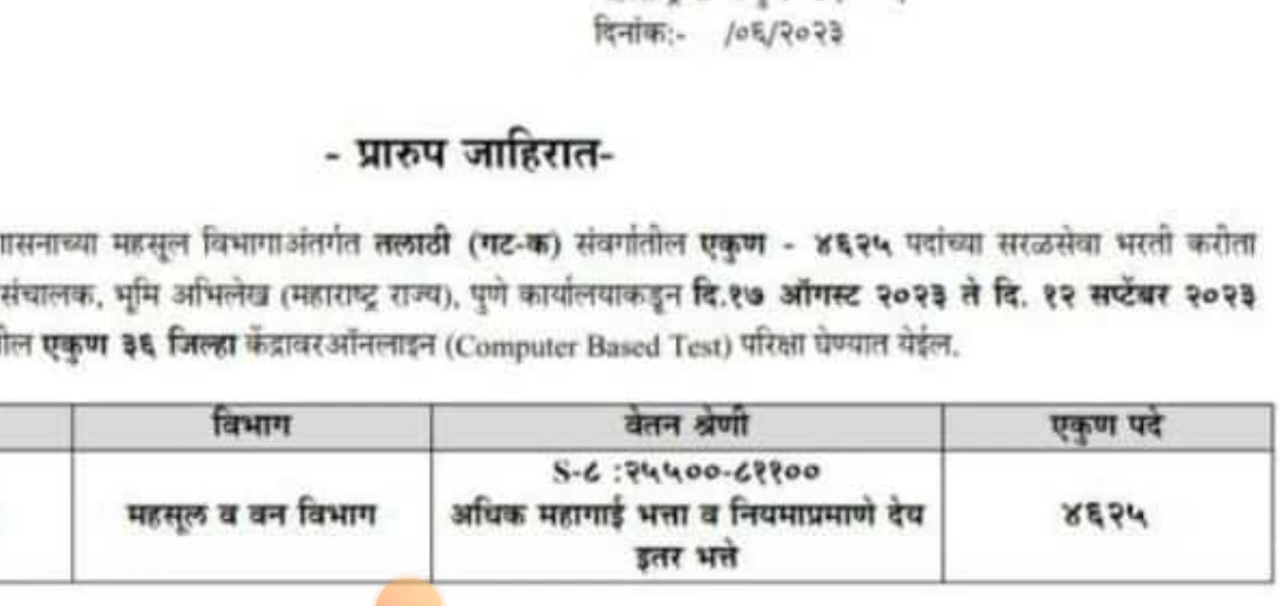 दिनांक:- /०६/२०२३
- प्रारुप जाहिरात-
महसूल विभागाअंतर्गत तलाठी (गट-क) संवर्गातील एकुण - ४६२५ पदांच्या सरळसेवा भरती करीता
संचालक, भूमि अभिलेख (महाराष्ट्र राज्य), पुणे कार्यालयाकडून दि.१७ ऑगस्ट २०२३ ते दि. १२ सप्टेंबर २०२३
एकुण ३६ जिल्हा केंद्रावरऑनलाइन (Computer Based Test) परिक्षा घेण्यात येईल.
विभाग वेतन श्रेणी एकुण पदे
S-८ :२५५००-८११००
महसूल व वन विभाग अधिक महागाई भत्ता व नियमाप्रमाणे देय ४६२५
इतर भत्ते